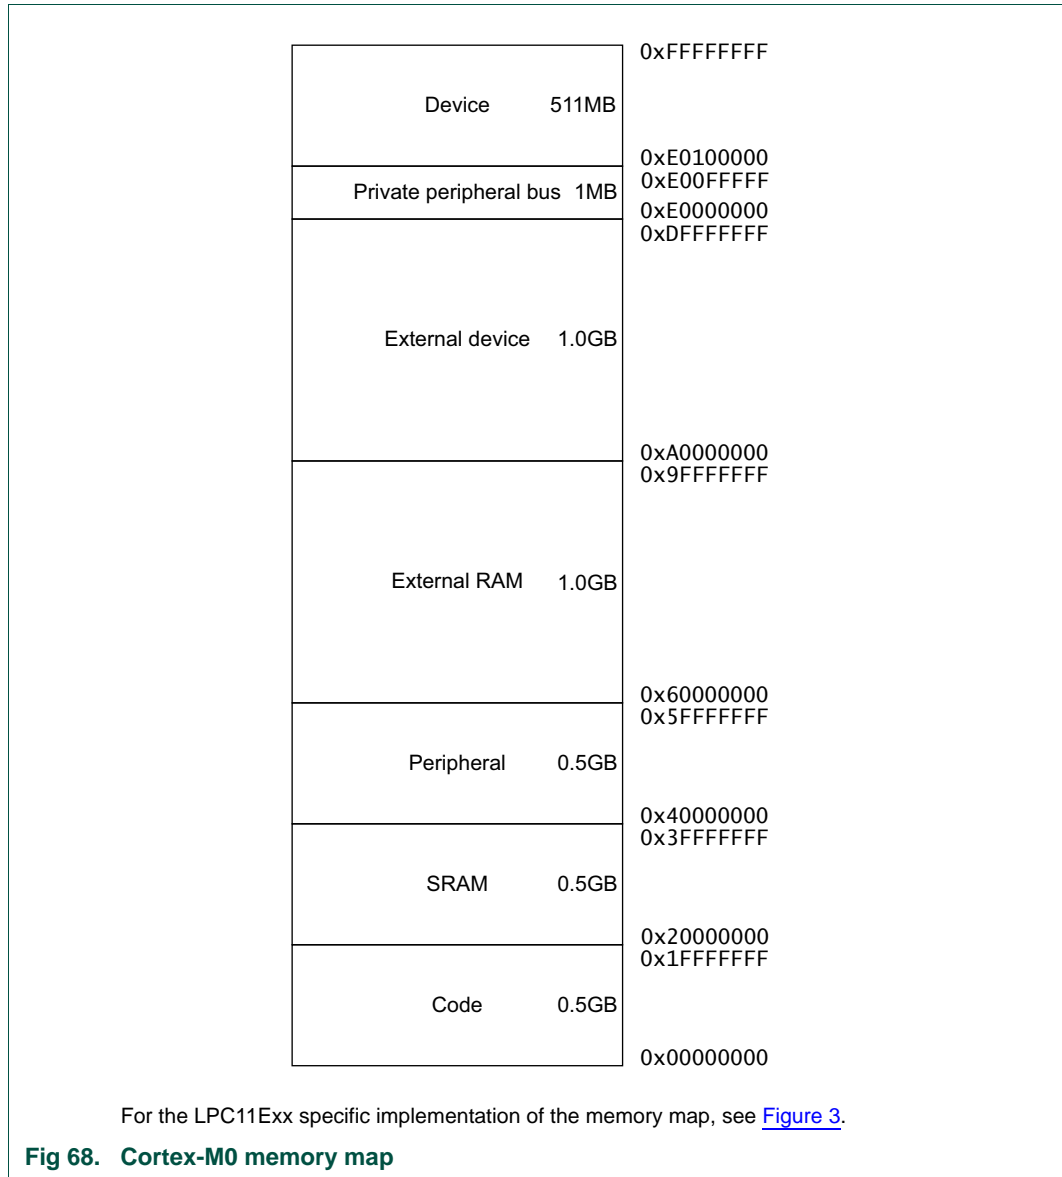 0xFFFFFFFF
Device 511MB
0xE0100000
0xE00FFFFF
Private peripheral bus 1MB
0xE0000000
0xDFFFFFFF
External device 1.0GB
0xA0000000
0x9FFFFFFF
External RAM 1.0GB
0x60000000
0x5FFFFFFF
Peripheral 0.5GB
0x40000000
0x3FFFFFFF
SRAM 0.5GB
0x20000000
0x1FFFFFFF
Code 0.5GB
0x00000000
For the LPC11Exx specific implementation of the memory map, see Figure 3.
Fig 68. Cortex-M0 memory map